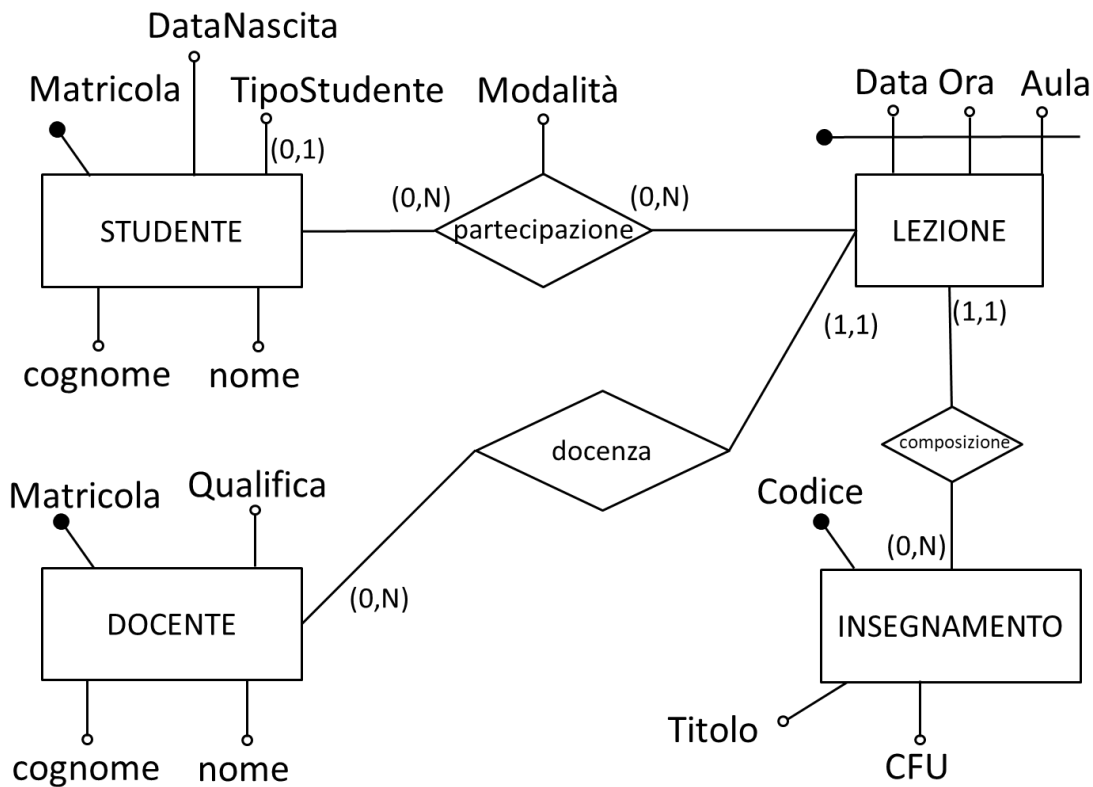 DataNascita
Matricola
TipoStudente
Modalità
Data Ora Aula
(0,1)
(0,N)
(0,N)
STUDENTE
partecipazione
LEZIONE
cognome
nome
(1,1)
(1,1)
docenza
composizione
Matricola
Qualifica
Codice
(0,N)
(0,N)
DOCENTE
INSEGNAMENTO
Titolo
cognome
nome
CFU